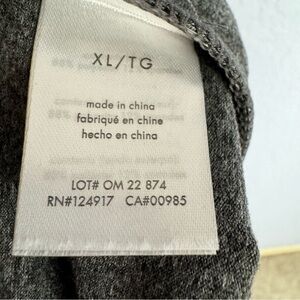 XL/TG
made in china
fabriqué en chine
hecho en china
LOT# OM 22 874
RN#124917 CA#00985